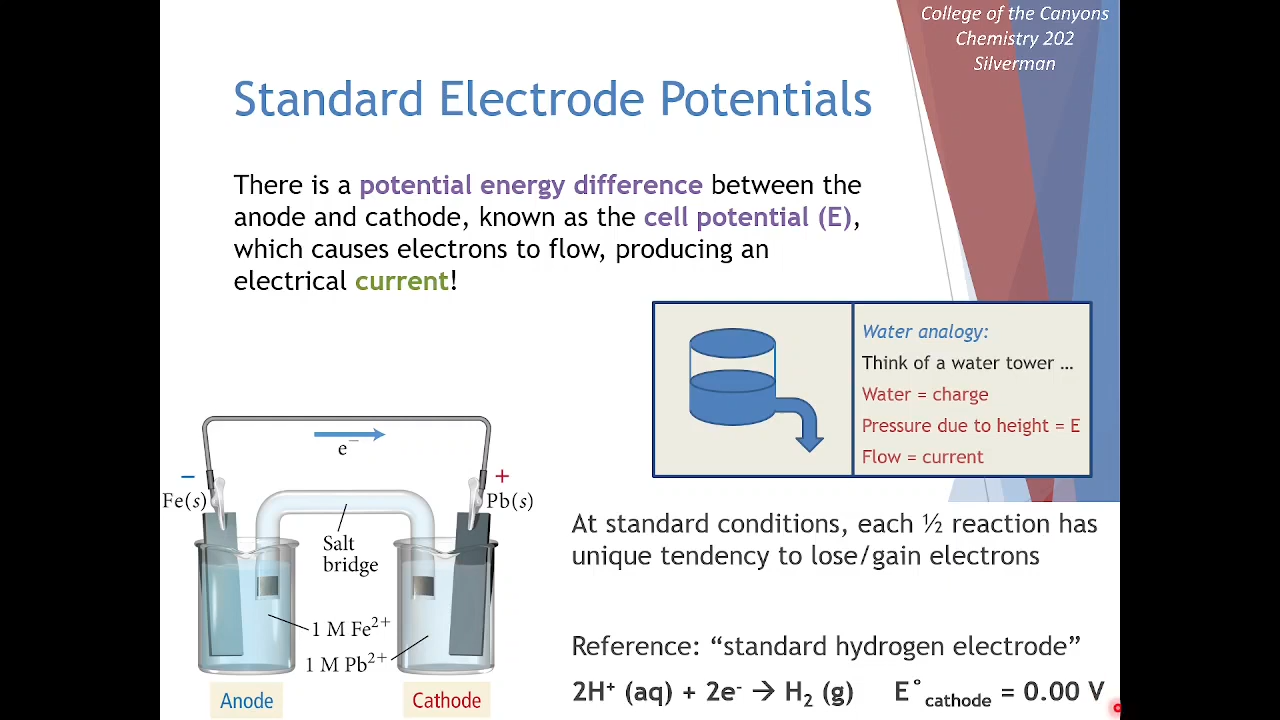 College of the Canyons
Chemistry 202
Silverman
Standard Electrode Potentials
There is a potential energy difference between the
anode and cathode, known as the cell potential (E),
which causes electrons to flow, producing an
electrical current!
Water analogy:
Think of a water tower …
Water = charge
Pressure due to height = E
Flow = current
e⁻
− +
Fe(s) Pb(s)
Salt
bridge
1 M Fe²⁺
1 M Pb²⁺
Anode Cathode
At standard conditions, each ½ reaction has
unique tendency to lose/gain electrons
Reference: “standard hydrogen electrode”
2H⁺ (aq) + 2e⁻ → H₂ (g) E°cathode = 0.00 V